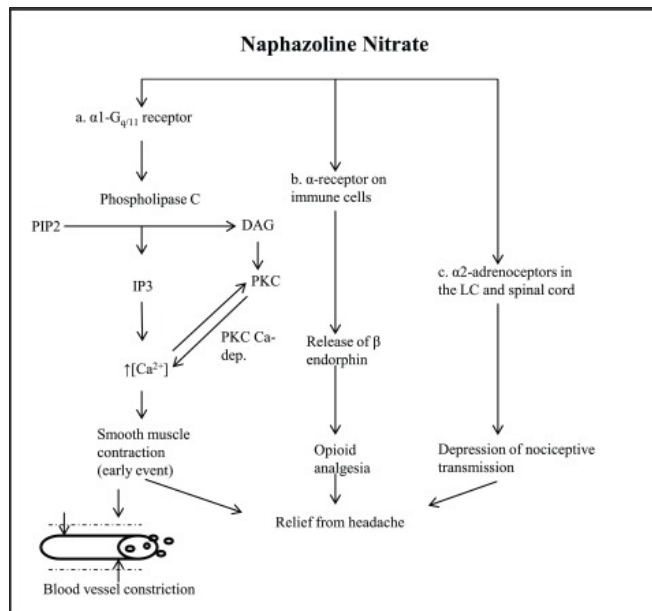 Naphazoline Nitrate
a. α1-Gq/11 receptor
Phospholipase C
PIP2
DAG
IP3
PKC
PKC Ca-
dep.
↑[Ca²⁺]
Smooth muscle
contraction
(early event)
Blood vessel constriction
b. α-receptor on
immune cells
Release of β
endorphin
Opioid
analgesia
c. α2-adrenoceptors in
the LC and spinal cord
Depression of nociceptive
transmission
Relief from headache